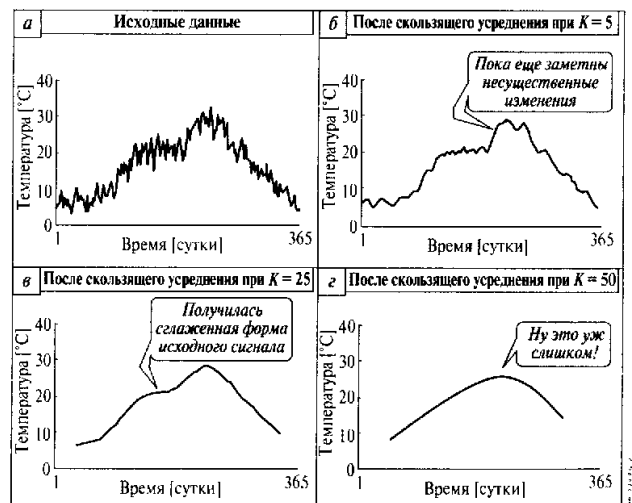 а
Исходные данные
Температура [°C]
40
30
20
10
0
1
365
Время [сутки]
б
После скользящего усреднения при K = 5
Пока еще заметны
несущественные
изменения
Температура [°C]
40
30
20
10
0
1
365
Время [сутки]
в
После скользящего усреднения при K = 25
Получилась
сглаженная форма
исходного сигнала
Температура [°C]
40
30
20
10
0
1
365
Время [сутки]
г
После скользящего усреднения при K = 50
Ну это уж
слишком!
Температура [°C]
40
30
20
10
0
1
365
Время [сутки]